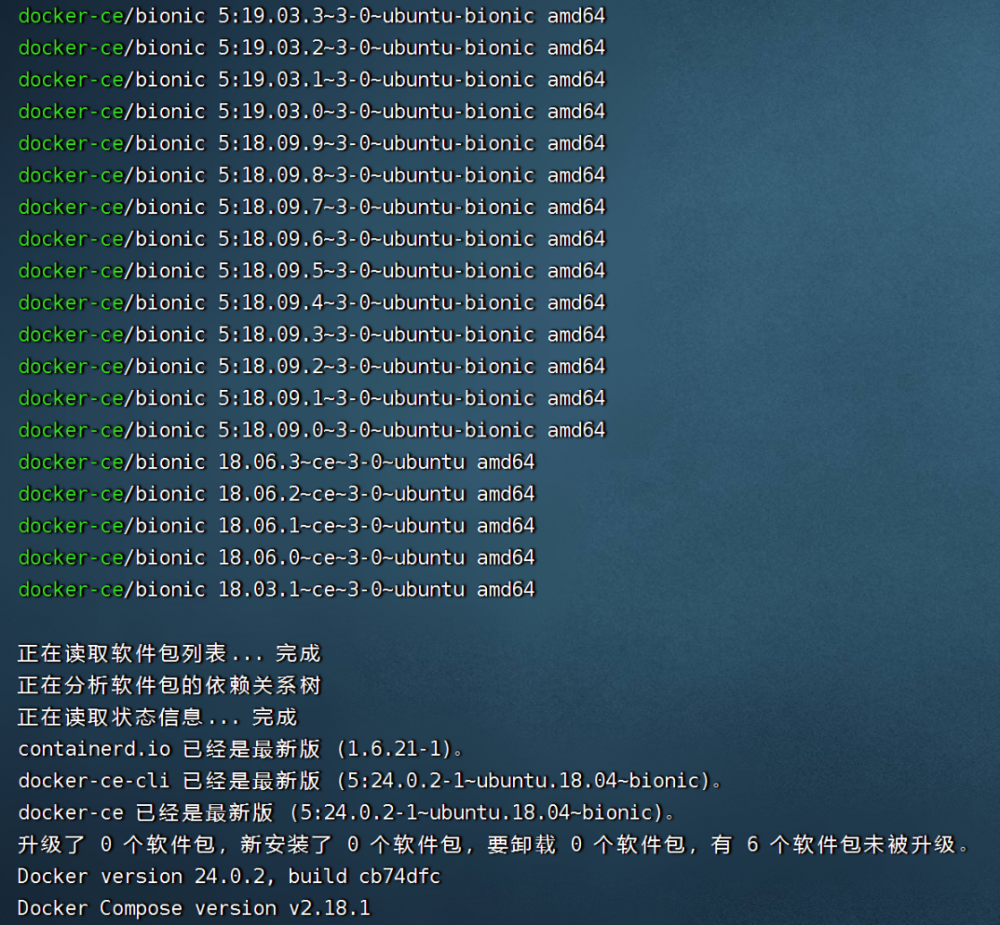 docker-ce/bionic 5:19.03.3~3-0~ubuntu-bionic amd64
docker-ce/bionic 5:19.03.2~3-0~ubuntu-bionic amd64
docker-ce/bionic 5:19.03.1~3-0~ubuntu-bionic amd64
docker-ce/bionic 5:19.03.0~3-0~ubuntu-bionic amd64
docker-ce/bionic 5:18.09.9~3-0~ubuntu-bionic amd64
docker-ce/bionic 5:18.09.8~3-0~ubuntu-bionic amd64
docker-ce/bionic 5:18.09.7~3-0~ubuntu-bionic amd64
docker-ce/bionic 5:18.09.6~3-0~ubuntu-bionic amd64
docker-ce/bionic 5:18.09.5~3-0~ubuntu-bionic amd64
docker-ce/bionic 5:18.09.4~3-0~ubuntu-bionic amd64
docker-ce/bionic 5:18.09.3~3-0~ubuntu-bionic amd64
docker-ce/bionic 5:18.09.2~3-0~ubuntu-bionic amd64
docker-ce/bionic 5:18.09.1~3-0~ubuntu-bionic amd64
docker-ce/bionic 5:18.09.0~3-0~ubuntu-bionic amd64
docker-ce/bionic 18.06.3~ce~3-0~ubuntu amd64
docker-ce/bionic 18.06.2~ce~3-0~ubuntu amd64
docker-ce/bionic 18.06.1~ce~3-0~ubuntu amd64
docker-ce/bionic 18.06.0~ce~3-0~ubuntu amd64
docker-ce/bionic 18.03.1~ce~3-0~ubuntu amd64
正在读取软件包列表... 完成
正在分析软件包的依赖关系树
正在读取状态信息... 完成
containerd.io 已经是最新版 (1.6.21-1)。
docker-ce-cli 已经是最新版 (5:24.0.2-1~ubuntu.18.04~bionic)。
docker-ce 已经是最新版 (5:24.0.2-1~ubuntu.18.04~bionic)。
升级了 0 个软件包，新安装了 0 个软件包，要卸载 0 个软件包，有 6 个软件包未被升级。
Docker version 24.0.2, build cb74dfc
Docker Compose version v2.18.1